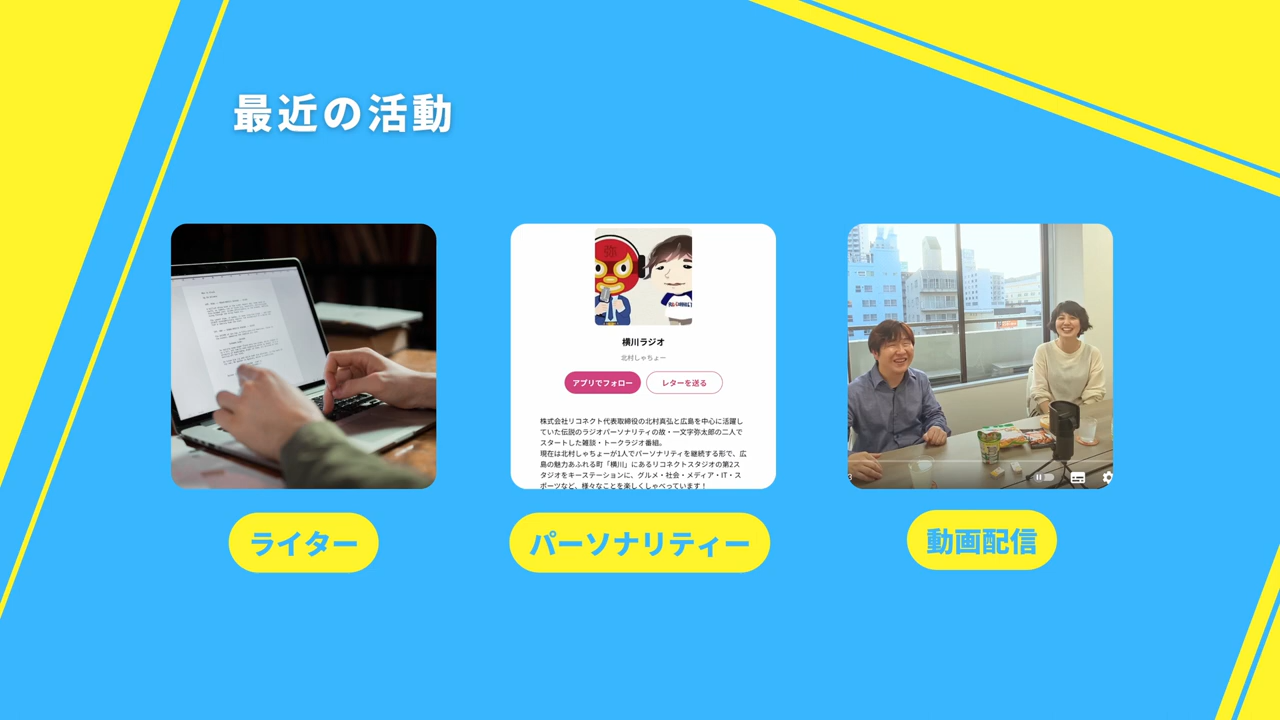 最近の活動
横川ラジオ
北村しゃちょー
アプリでフォロー
レターを送る
株式会社リコネクト代表取締役の北村真弘と広島を中心に活躍し
ていた伝説のラジオパーソナリティの故・一文字弥太郎の二人で
スタートした雑談・トークラジオ番組。
現在は北村しゃちょーが1人でパーソナリティを継続する形で、広
島の魅力あふれる町「横川」にあるリコネクトスタジオの第2ス
タジオをキーステーションに、グルメ・社会・メディア・IT・ス
ポーツなど、様々なことを楽しくしゃべっています！
ライター
パーソナリティー
動画配信